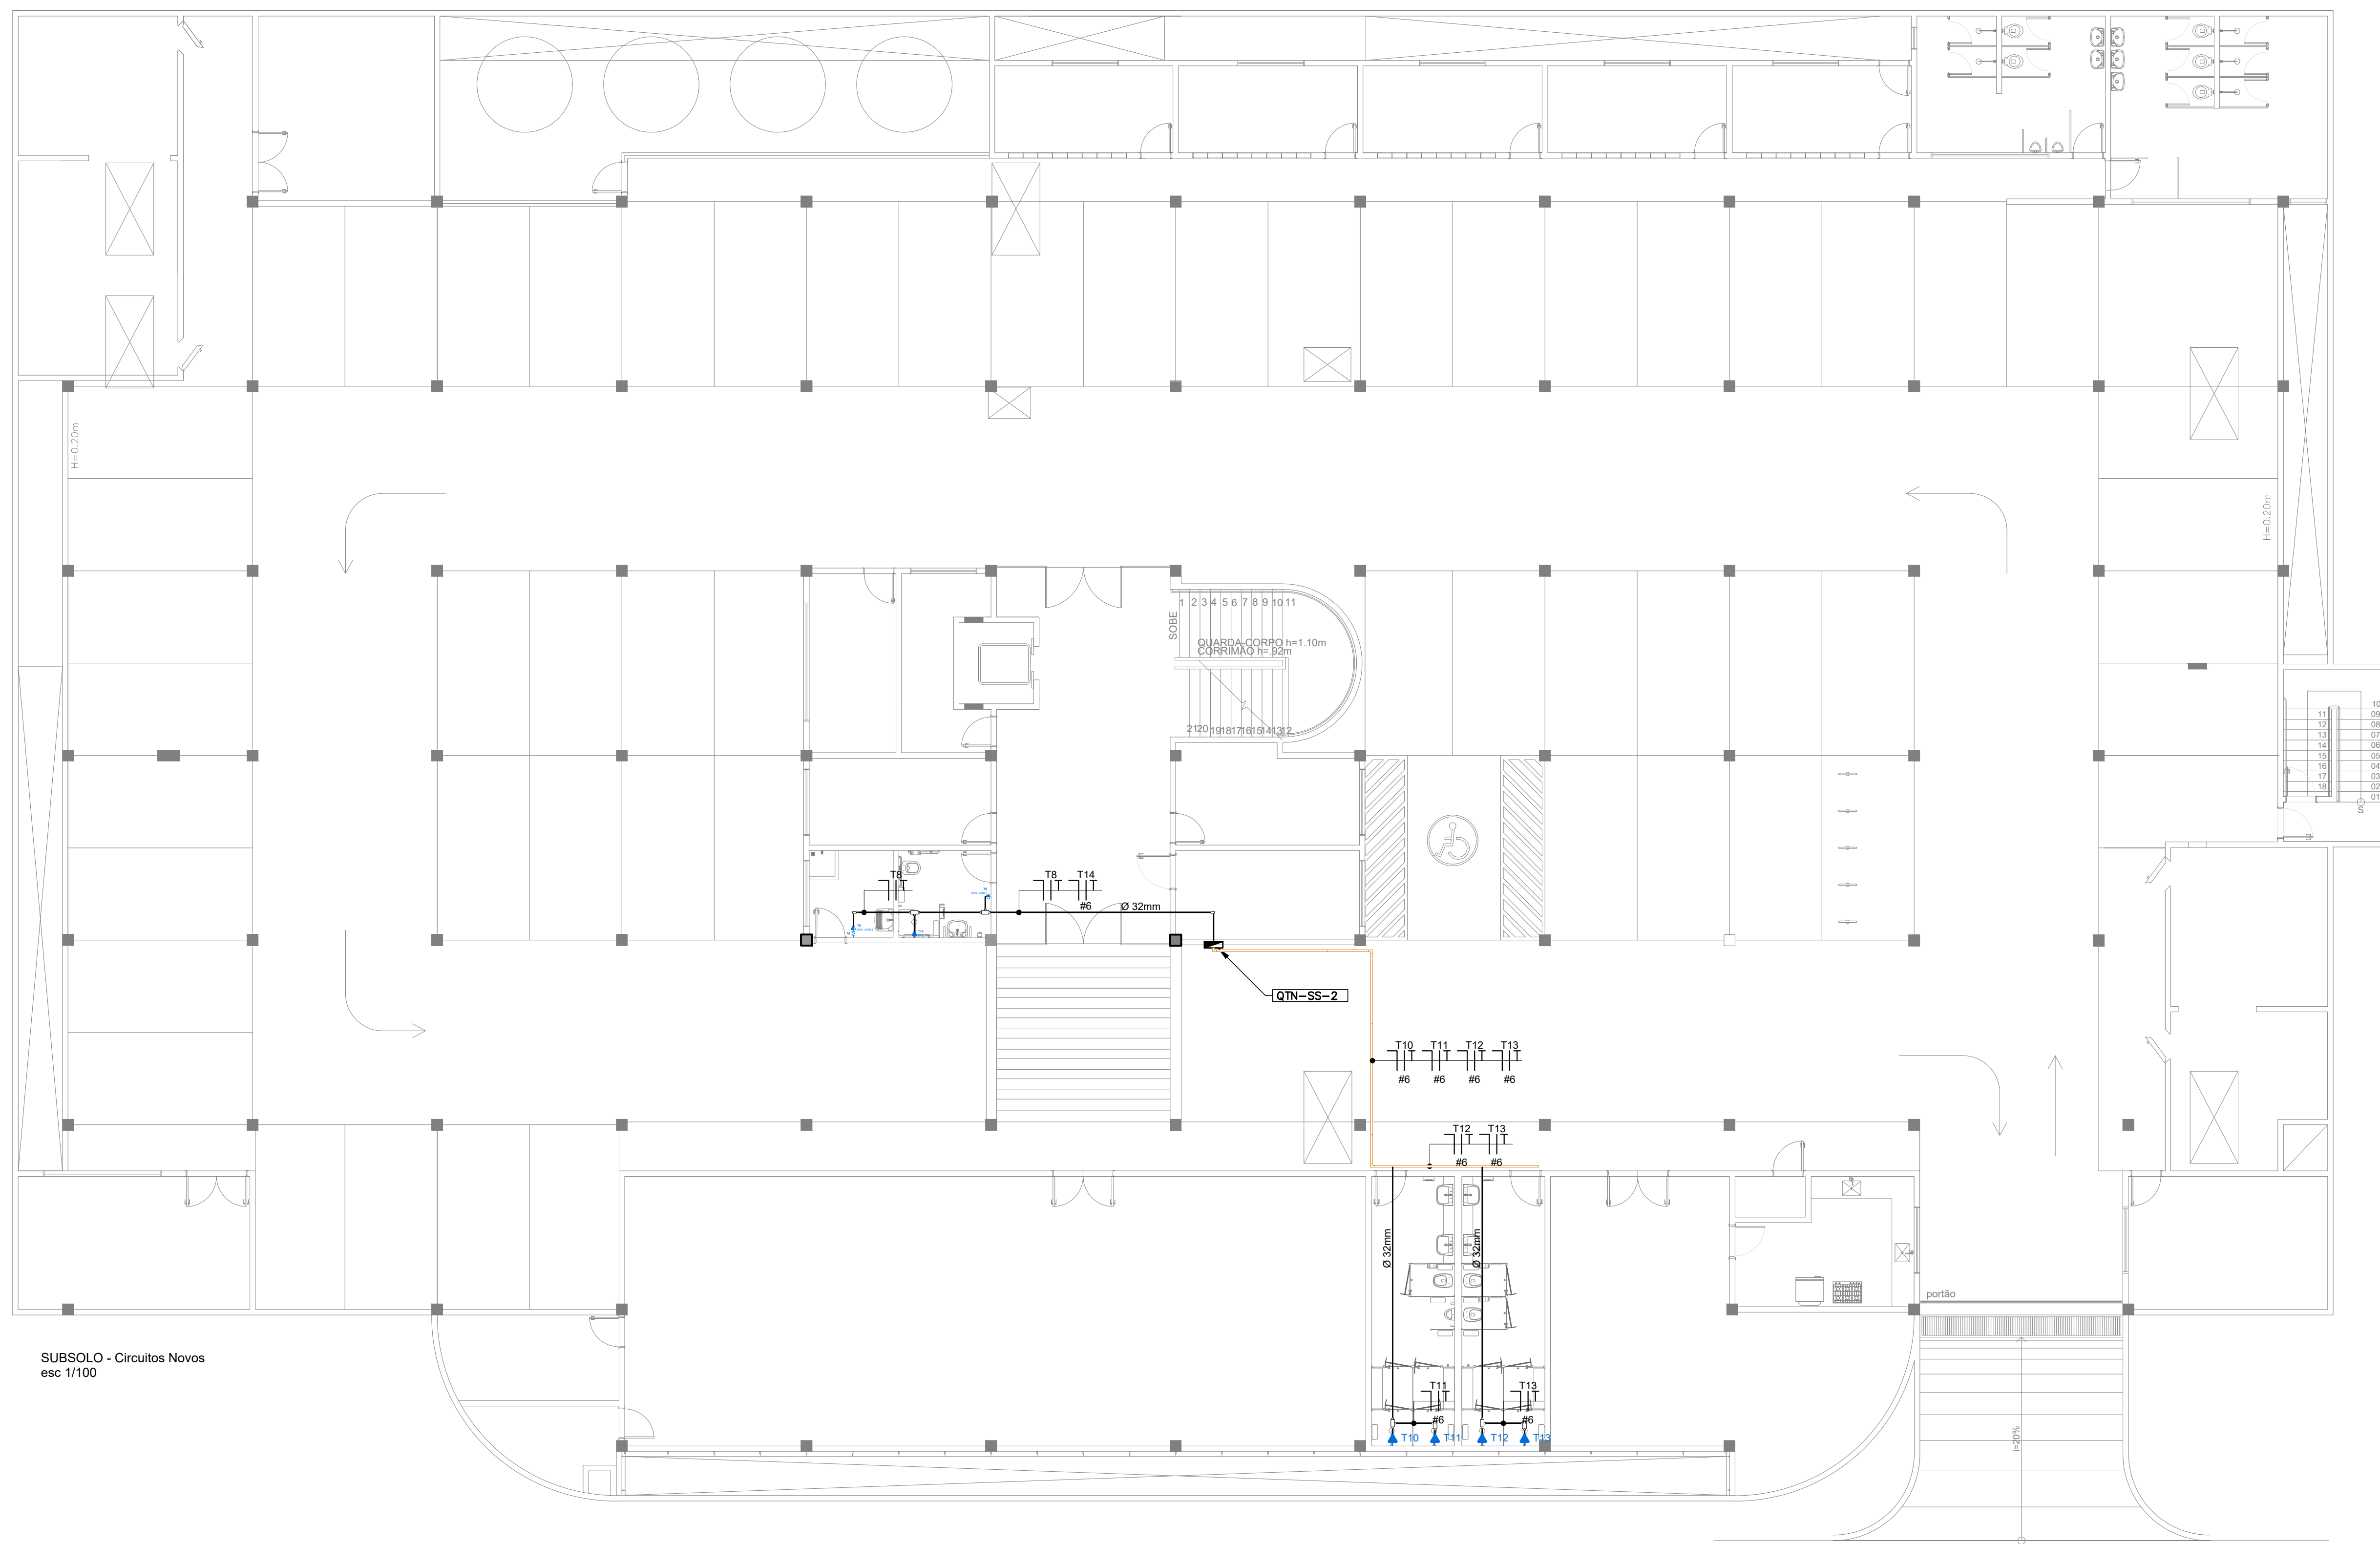 H=0.20m
H=0.20m
1 2 3 4 5 6 7 8 9 10 11
SOBE
QUARDA-CORPO h=1.10m
CORRIMÃO h=.92m
21 20 19 18 17 16 15 14 13 12
10
11 09
12 08
13 07
14 06
15 05
16 04
17 03
18 02
01
S
T8
T8 T14
#6
Ø 32mm
QTN-SS-2
T10 T11 T12 T13
#6 #6 #6 #6
T12 T13
#6 #6
Ø 32mm
Ø 32mm
portão
SUBSOLO - Circuitos Novos
esc 1/100
T11
#6
T13
#6
T10
T11
T12
T13
i=20%